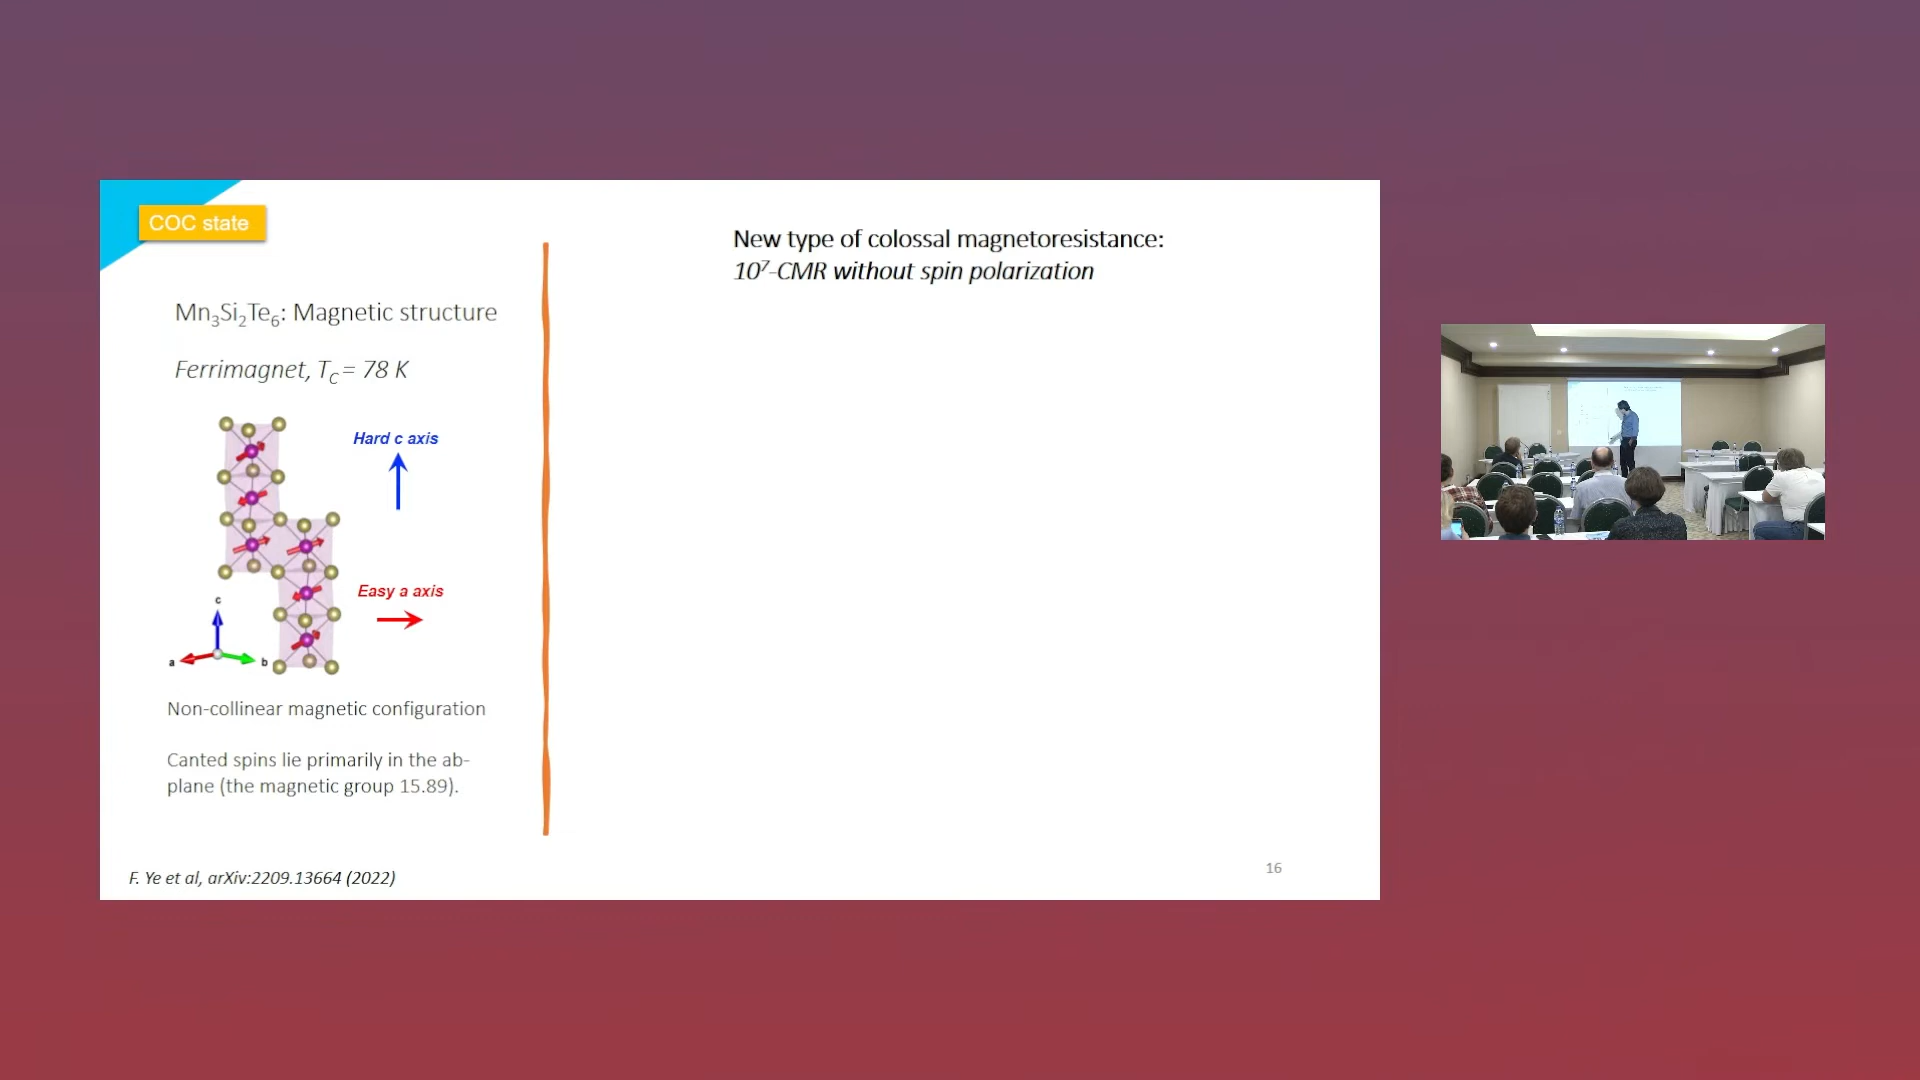 COC state
New type of colossal magnetoresistance:
10⁷-CMR without spin polarization
Mn₃Si₂Te₆: Magnetic structure
Ferrimagnet, T_C = 78 K
Hard c axis
Easy a axis
c
a
b
Non-collinear magnetic configuration
Canted spins lie primarily in the ab-
plane (the magnetic group 15.89).
F. Ye et al, arXiv:2209.13664 (2022)
16